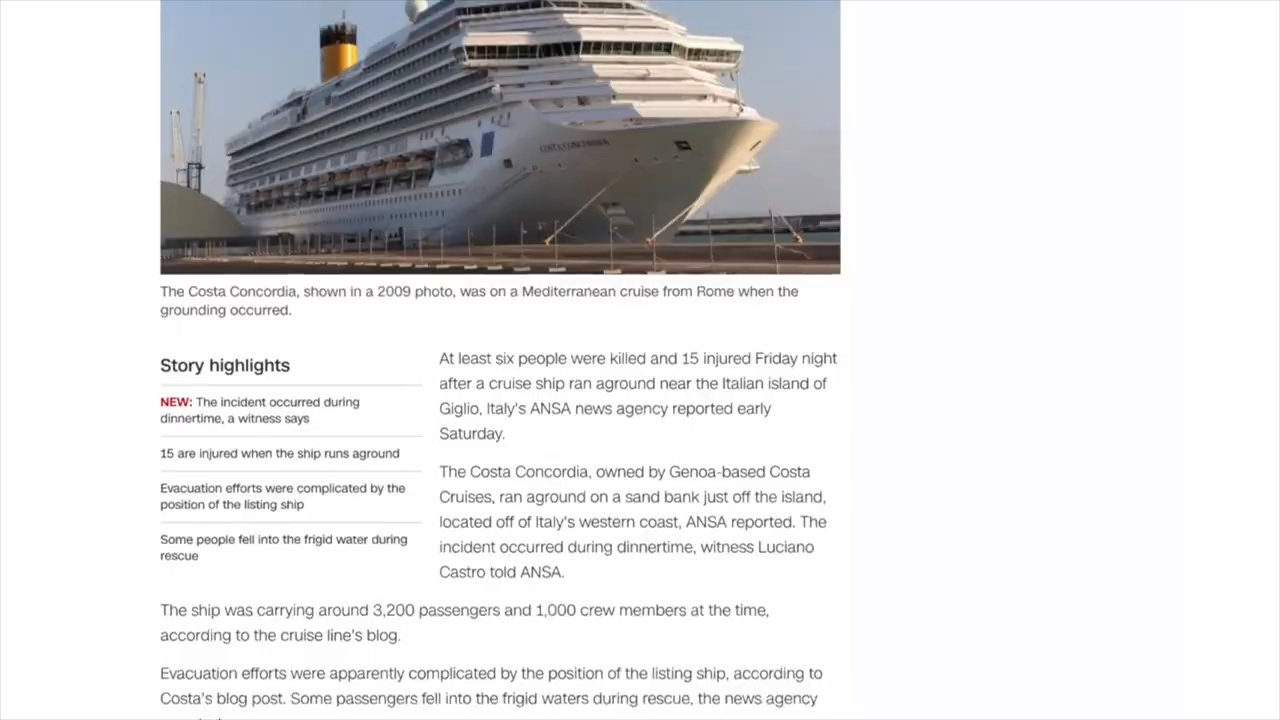 COSTA CONCORDIA
The Costa Concordia, shown in a 2009 photo, was on a Mediterranean cruise from Rome when the
grounding occurred.
Story highlights
NEW: The incident occurred during
dinnertime, a witness says
15 are injured when the ship runs aground
Evacuation efforts were complicated by the
position of the listing ship
Some people fell into the frigid water during
rescue
At least six people were killed and 15 injured Friday night
after a cruise ship ran aground near the Italian island of
Giglio, Italy's ANSA news agency reported early
Saturday.
The Costa Concordia, owned by Genoa-based Costa
Cruises, ran aground on a sand bank just off the island,
located off of Italy's western coast, ANSA reported. The
incident occurred during dinnertime, witness Luciano
Castro told ANSA.
The ship was carrying around 3,200 passengers and 1,000 crew members at the time,
according to the cruise line's blog.
Evacuation efforts were apparently complicated by the position of the listing ship, according to
Costa's blog post. Some passengers fell into the frigid waters during rescue, the news agency